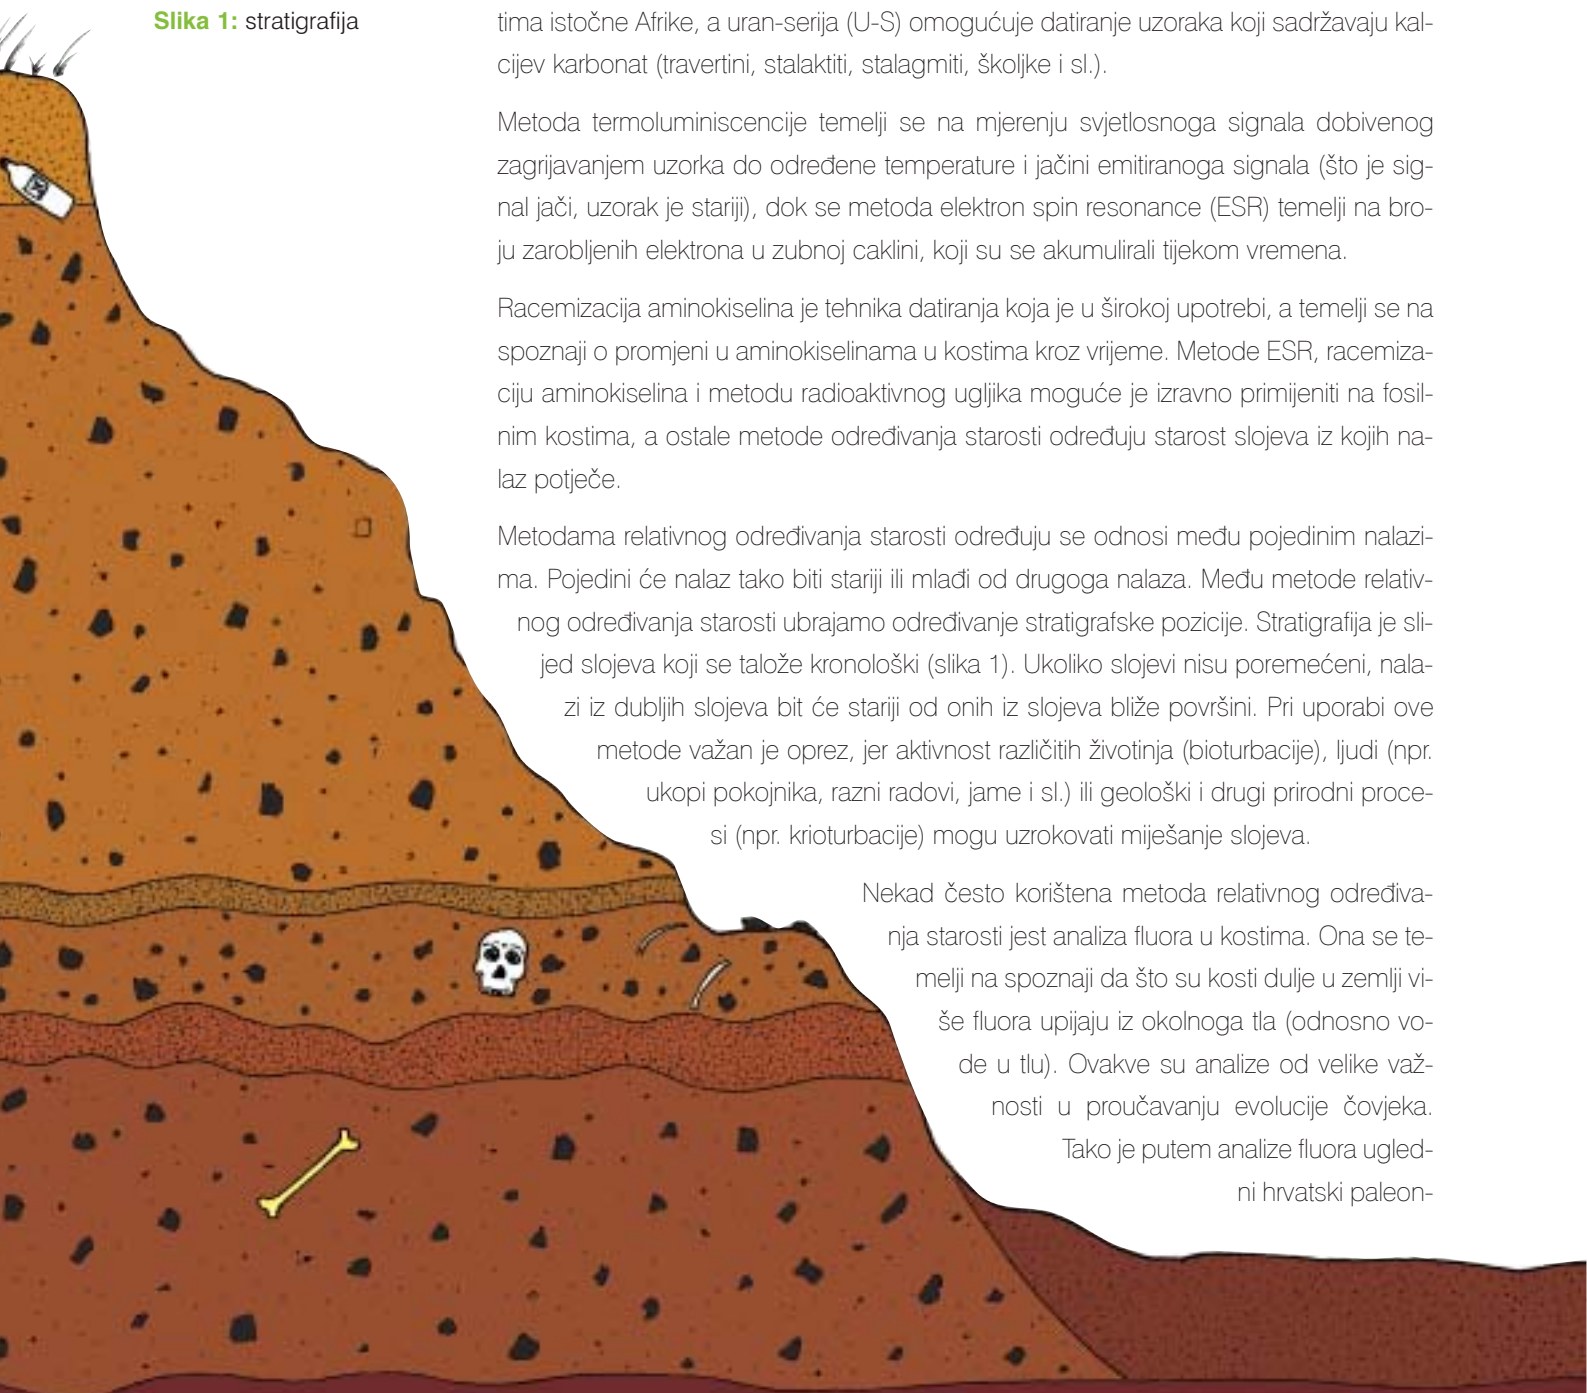 Slika 1: stratigrafija
tima istočne Afrike, a uran-serija (U-S) omogućuje datiranje uzoraka koji sadržavaju kal-
cijev karbonat (travertini, stalaktiti, stalagmiti, školjke i sl.).
Metoda termoluminiscencije temelji se na mjerenju svjetlosnoga signala dobivenog
zagrijavanjem uzorka do određene temperature i jačini emitiranoga signala (što je sig-
nal jači, uzorak je stariji), dok se metoda elektron spin resonance (ESR) temelji na bro-
ju zarobljenih elektrona u zubnoj caklini, koji su se akumulirali tijekom vremena.
Racemizacija aminokiselina je tehnika datiranja koja je u širokoj upotrebi, a temelji se na
spoznaji o promjeni u aminokiselinama u kostima kroz vrijeme. Metode ESR, racemiza-
ciju aminokiselina i metodu radioaktivnog ugljika moguće je izravno primijeniti na fosil-
nim kostima, a ostale metode određivanja starosti određuju starost slojeva iz kojih na-
laz potječe.
Metodama relativnog određivanja starosti određuju se odnosi među pojedinim nalazi-
ma. Pojedini će nalaz tako biti stariji ili mlađi od drugoga nalaza. Među metode relativ-
nog određivanja starosti ubrajamo određivanje stratigrafske pozicije. Stratigrafija je sli-
jed slojeva koji se talože kronološki (slika 1). Ukoliko slojevi nisu poremećeni, nala-
zi iz dubljih slojeva bit će stariji od onih iz slojeva bliže površini. Pri uporabi ove
metode važan je oprez, jer aktivnost različitih životinja (bioturbacije), ljudi (npr.
ukopi pokojnika, razni radovi, jame i sl.) ili geološki i drugi prirodni proce-
si (npr. krioturbacije) mogu uzrokovati miješanje slojeva.
Nekad često korištena metoda relativnog određiva-
nja starosti jest analiza fluora u kostima. Ona se te-
melji na spoznaji da što su kosti dulje u zemlji vi-
še fluora upijaju iz okolnoga tla (odnosno vo-
de u tlu). Ovakve su analize od velike važ-
nosti u proučavanju evolucije čovjeka.
Tako je putem analize fluora ugled-
ni hrvatski paleon-